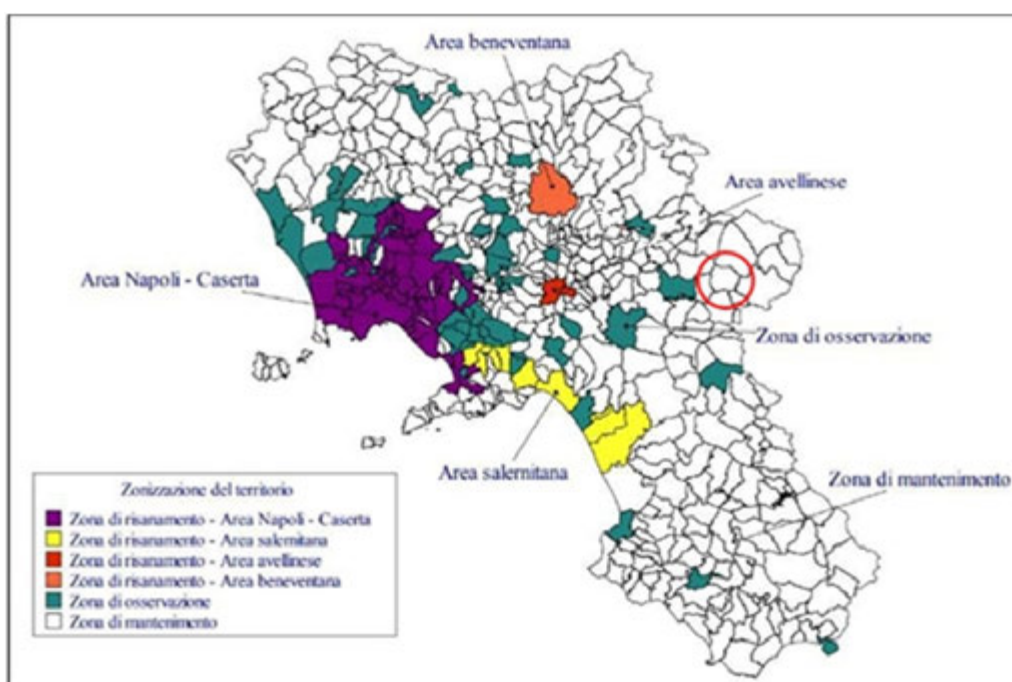 Area beneventana
Area avellinese
Area Napoli - Caserta
Zona di osservazione
Area salernitana
Zona di mantenimento
Zonizzazione del territorio
Zona di risanamento - Area Napoli - Caserta
Zona di risanamento - Area salernitana
Zona di risanamento - Area avellinese
Zona di risanamento - Area beneventana
Zona di osservazione
Zona di mantenimento